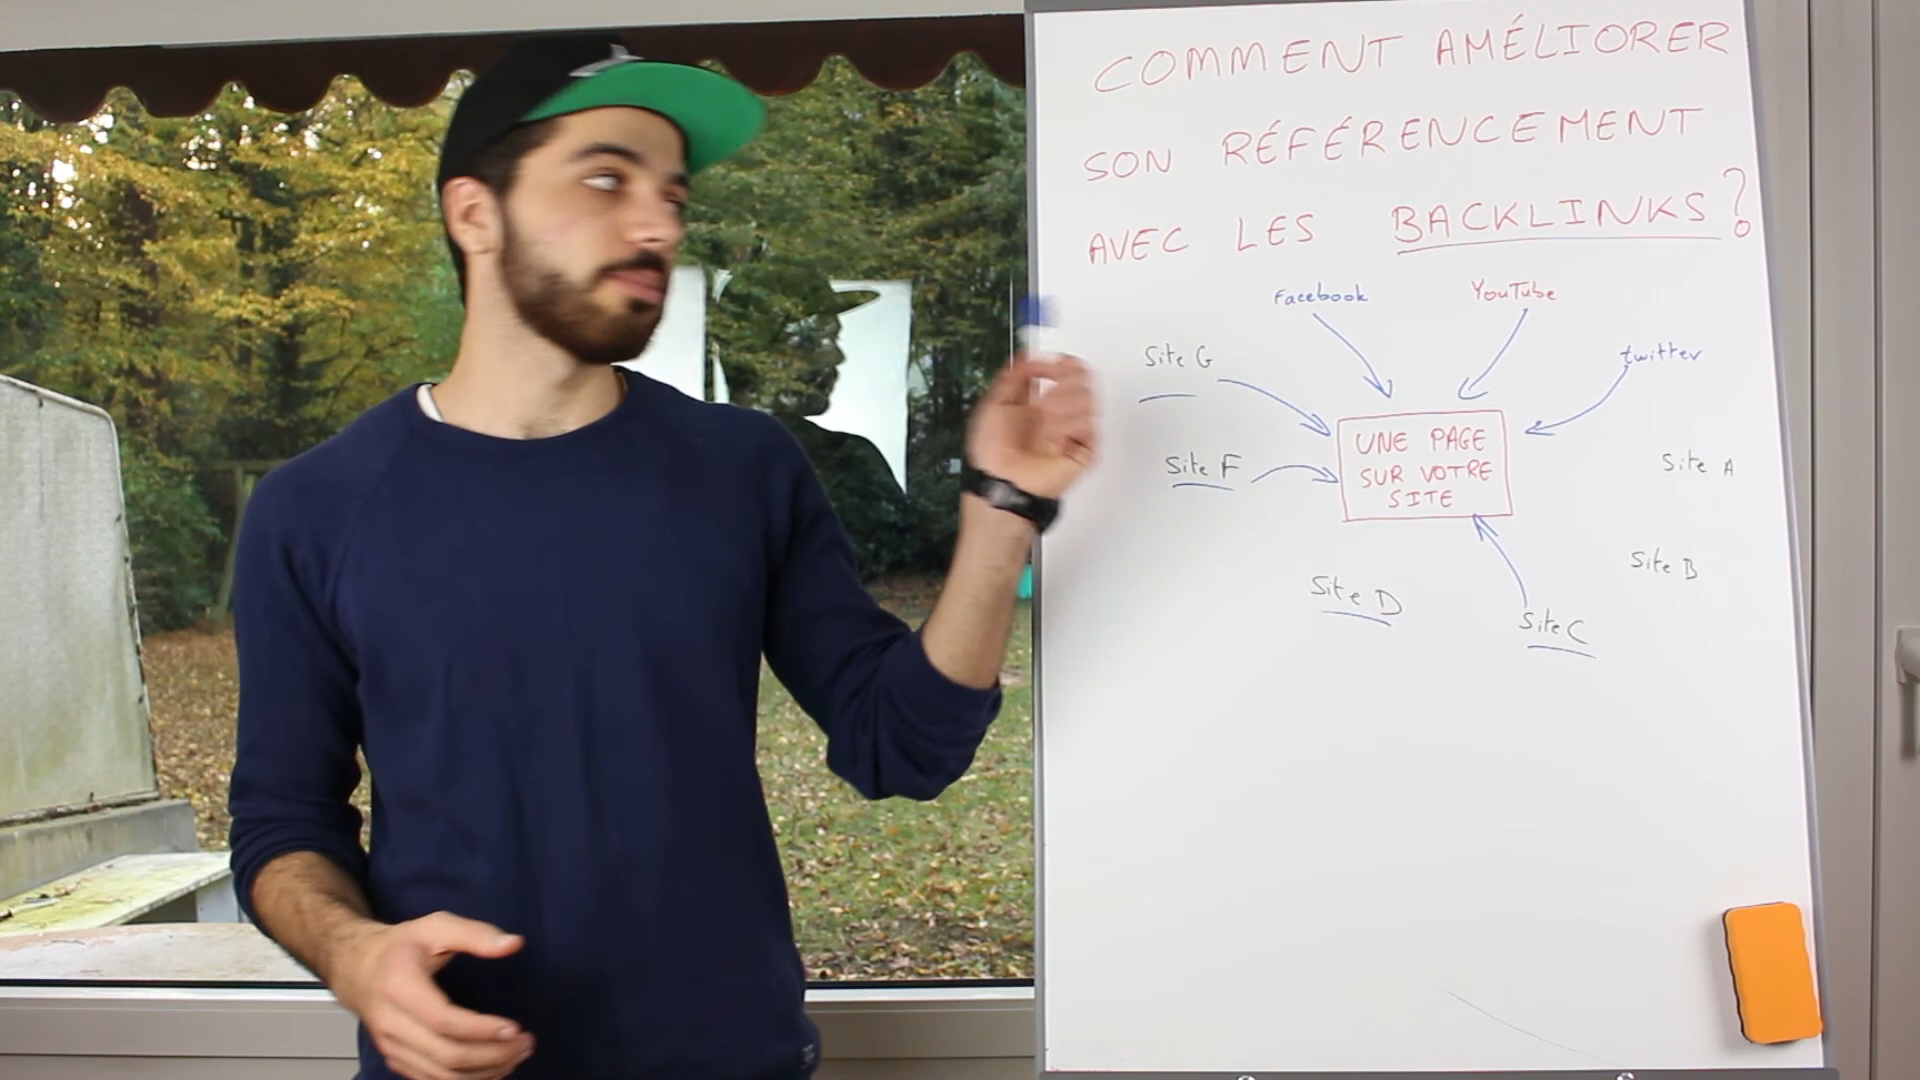 COMMENT AMÉLIORER
SON RÉFÉRENCEMENT
AVEC LES BACKLINKS?
Facebook
YouTube
Site G
twitter
UNE PAGE
SUR VOTRE
SITE
Site F
Site A
Site B
Site D
Site C